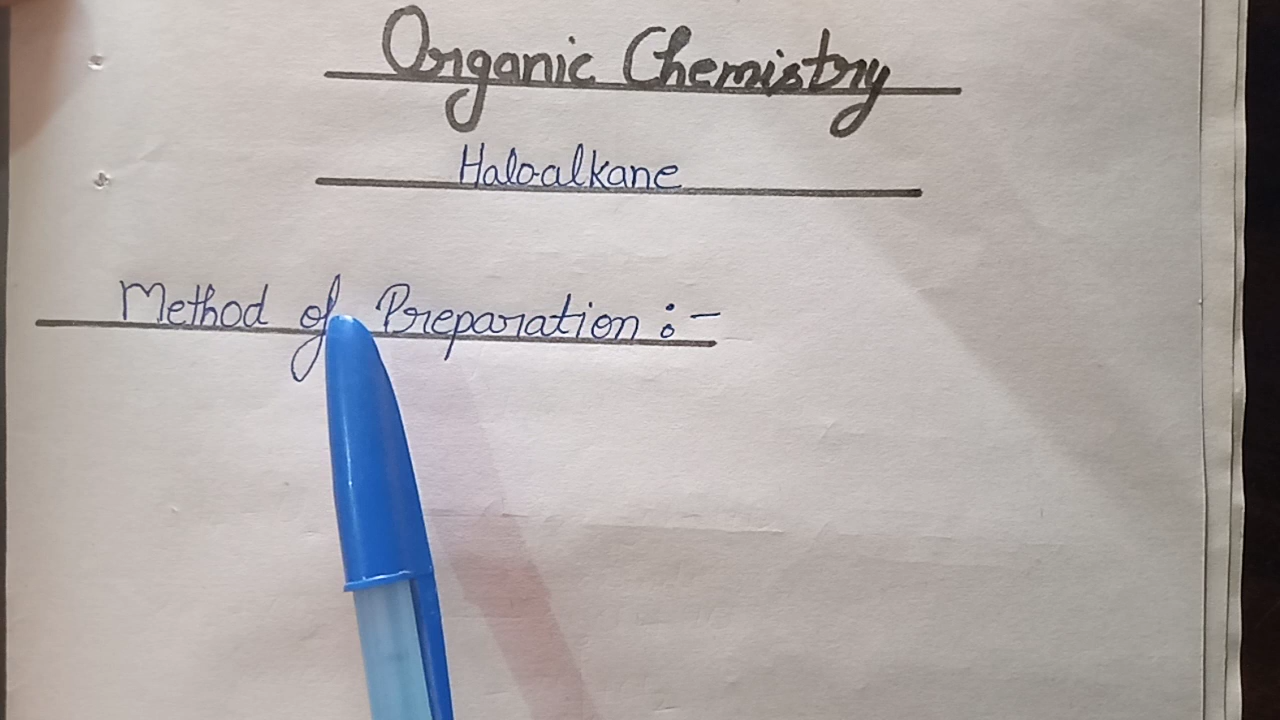 Organic Chemistry
Haloalkane
Method of Preparation :-